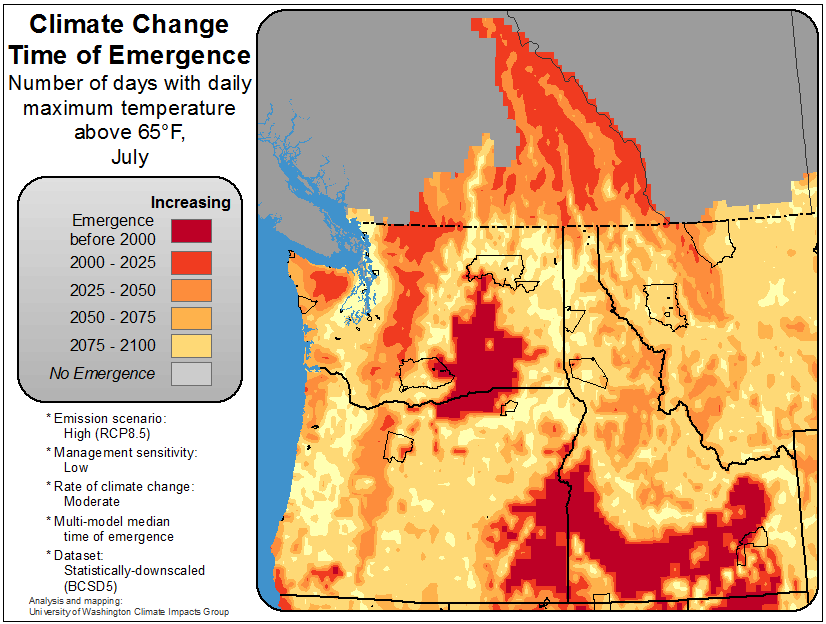 Climate Change
Time of Emergence
Number of days with daily
maximum temperature
above 65°F,
July
Increasing
Emergence
before 2000
2000 - 2025
2025 - 2050
2050 - 2075
2075 - 2100
No Emergence
* Emission scenario:
High (RCP8.5)
* Management sensitivity:
Low
* Rate of climate change:
Moderate
* Multi-model median
time of emergence
* Dataset:
Statistically-downscaled
(BCSD5)
Analysis and mapping:
University of Washington Climate Impacts Group